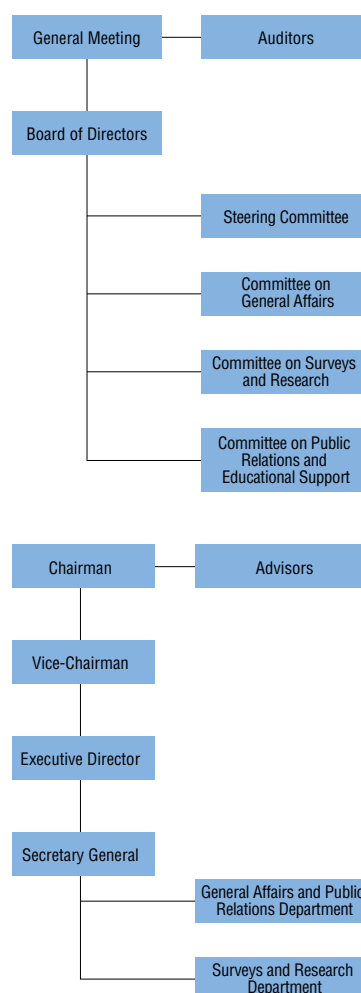 General Meeting
Auditors
Board of Directors
Steering Committee
Committee on
General Affairs
Committee on Surveys
and Research
Committee on Public
Relations and
Educational Support
Chairman
Advisors
Vice-Chairman
Executive Director
Secretary General
General Affairs and Public
Relations Department
Surveys and Research
Department